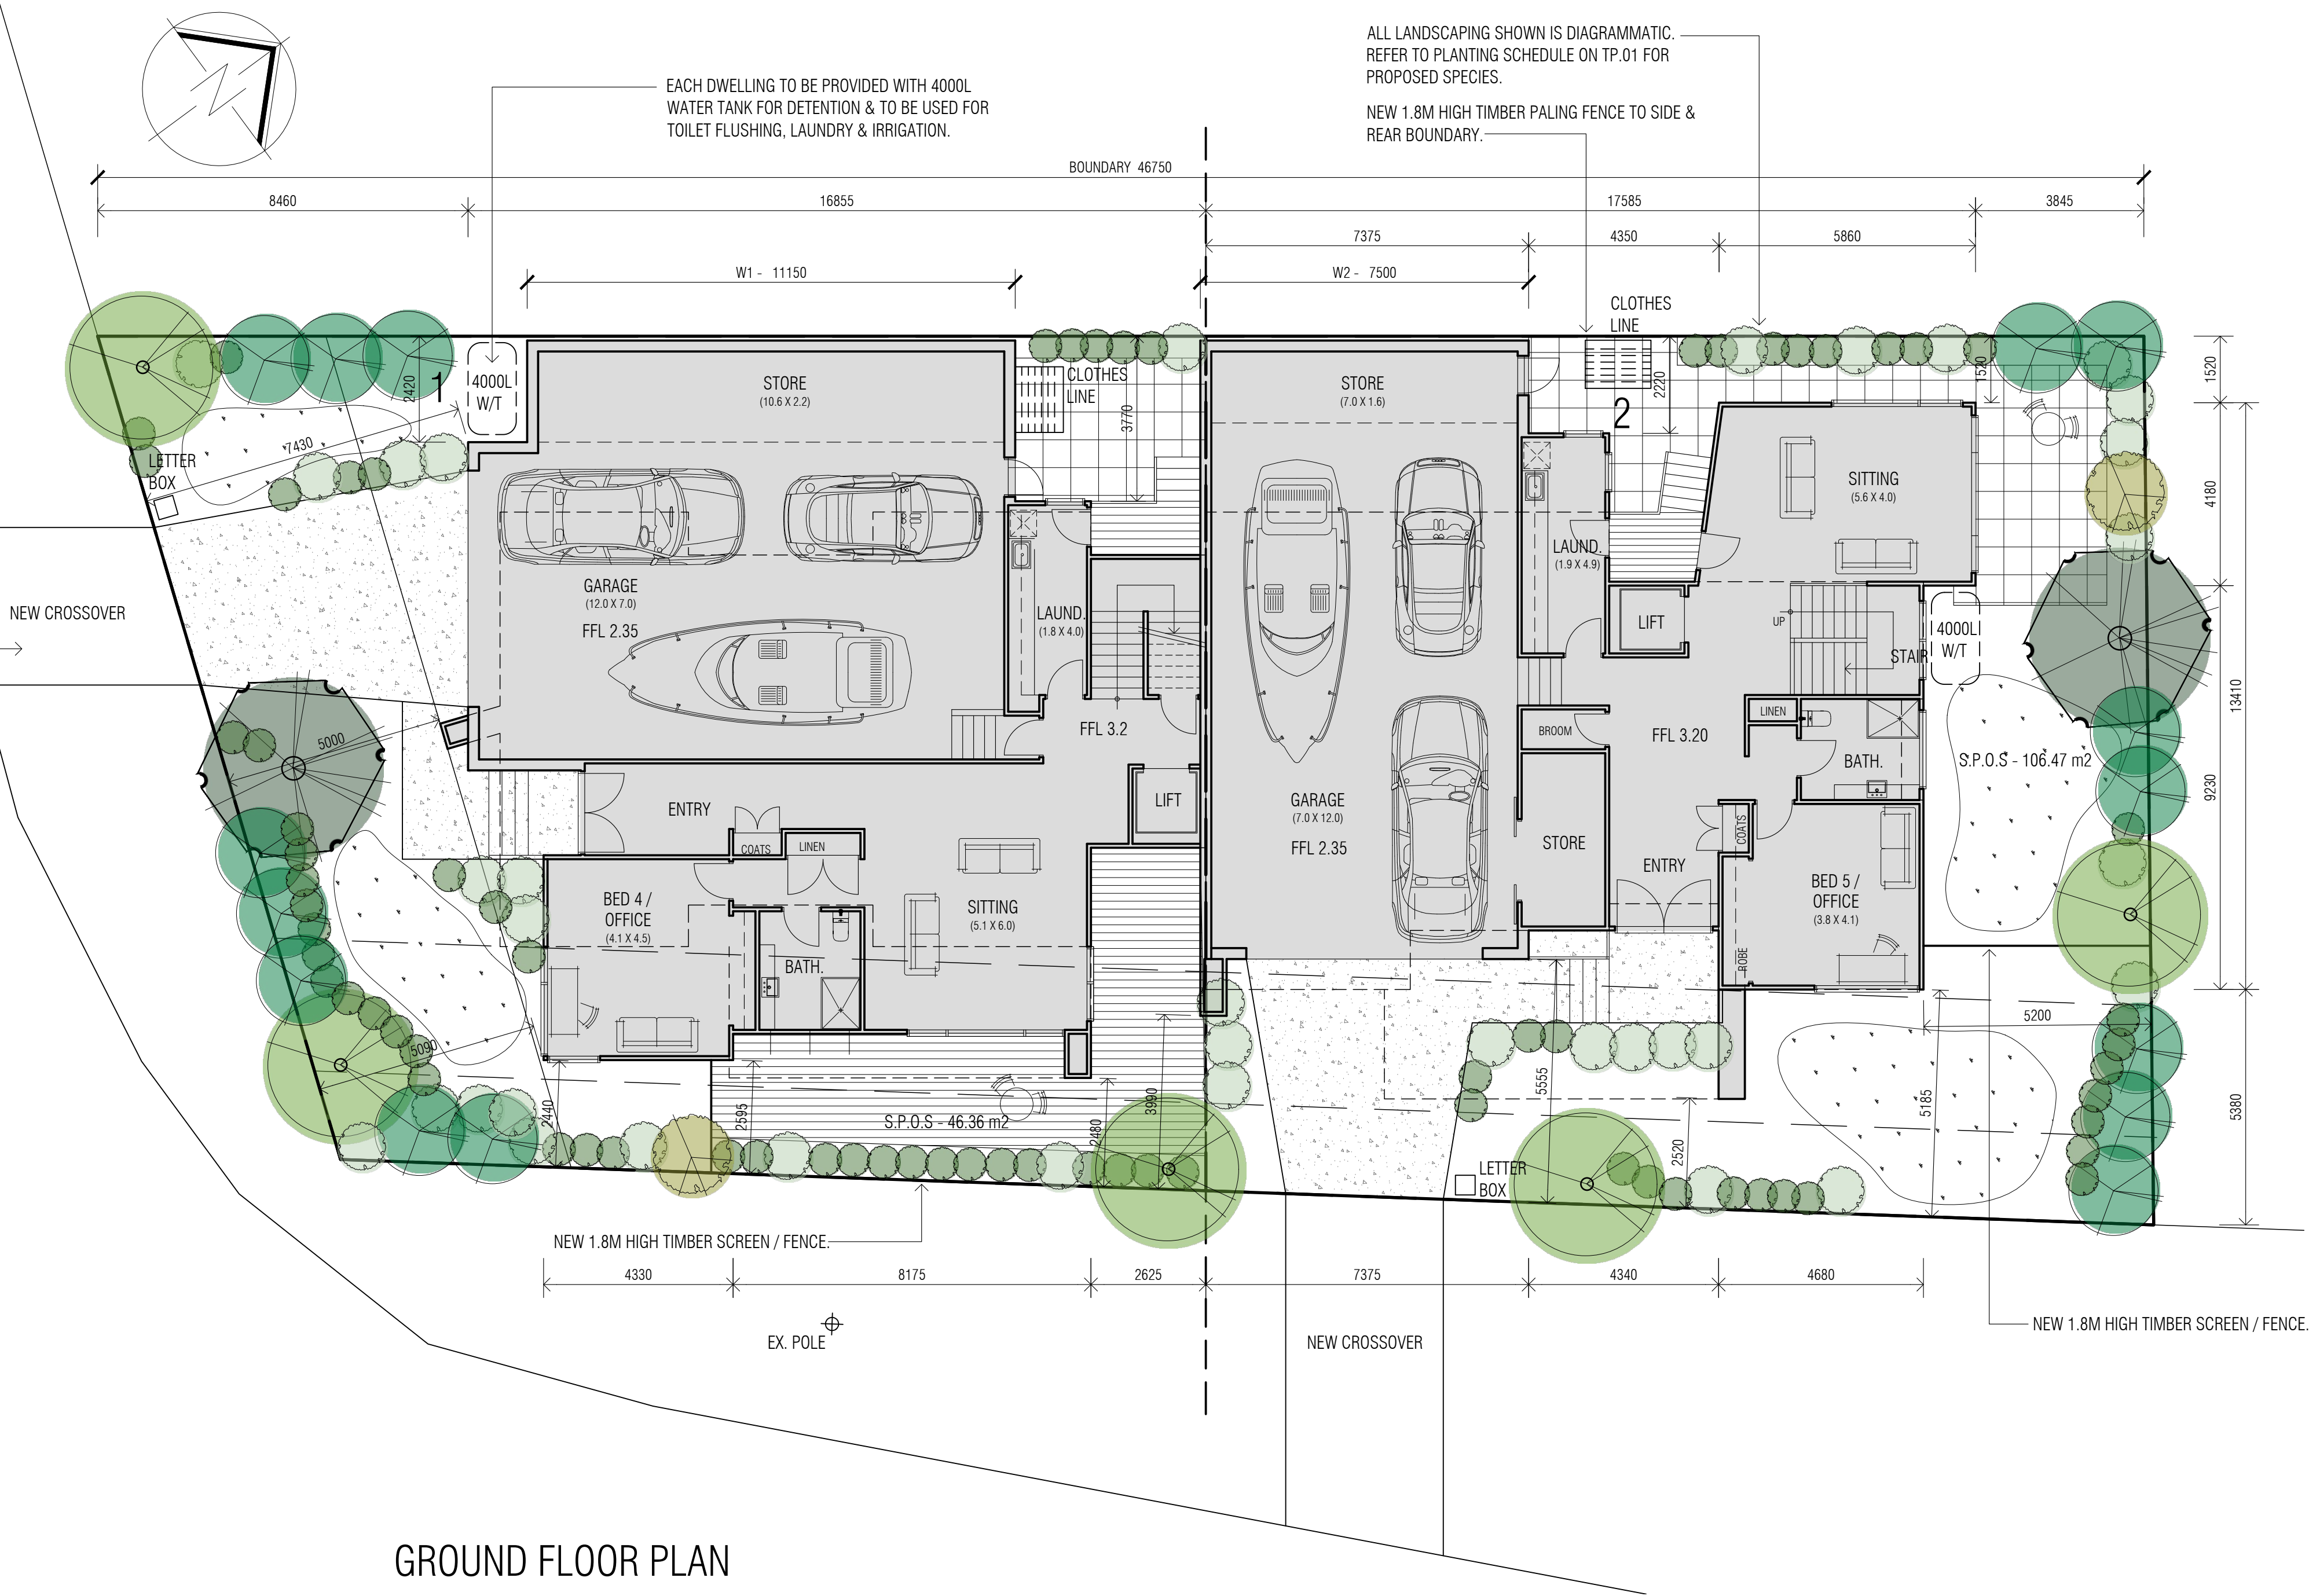 ALL LANDSCAPING SHOWN IS DIAGRAMMATIC.
REFER TO PLANTING SCHEDULE ON TP.01 FOR
PROPOSED SPECIES.
EACH DWELLING TO BE PROVIDED WITH 4000L
WATER TANK FOR DETENTION & TO BE USED FOR
TOILET FLUSHING, LAUNDRY & IRRIGATION.
NEW 1.8M HIGH TIMBER PALING FENCE TO SIDE &
REAR BOUNDARY.
BOUNDARY 46750
8460
16855
17585
3845
7375
4350
5860
W1 - 11150
W2 - 7500
CLOTHES
LINE
1
2420
4000L
W/T
7430
LETTER
BOX
STORE
(10.6 X 2.2)
CLOTHES
LINE
3770
STORE
(7.0 X 1.6)
2220
2
1520
1520
SITTING
(5.6 X 4.0)
4180
NEW CROSSOVER
GARAGE
(12.0 X 7.0)
FFL 2.35
LAUND.
(1.8 X 4.0)
LAUND.
(1.9 X 4.9)
LIFT
UP
STAIR
4000L
W/T
13410
5000
FFL 3.2
BROOM
FFL 3.20
LINEN
BATH.
S.P.O.S - 106.47 m2
9230
ENTRY
COATS
LINEN
LIFT
GARAGE
(7.0 X 12.0)
FFL 2.35
STORE
ENTRY
COATS
BED 5 /
OFFICE
(3.8 X 4.1)
ROBE
BED 4 /
OFFICE
(4.1 X 4.5)
BATH.
SITTING
(5.1 X 6.0)
5090
2440
2595
S.P.O.S - 46.36 m2
2480
3990
5555
2520
5185
5200
5380
LETTER
BOX
NEW 1.8M HIGH TIMBER SCREEN / FENCE.
4330
8175
2625
7375
4340
4680
EX. POLE
NEW CROSSOVER
NEW 1.8M HIGH TIMBER SCREEN / FENCE.
GROUND FLOOR PLAN